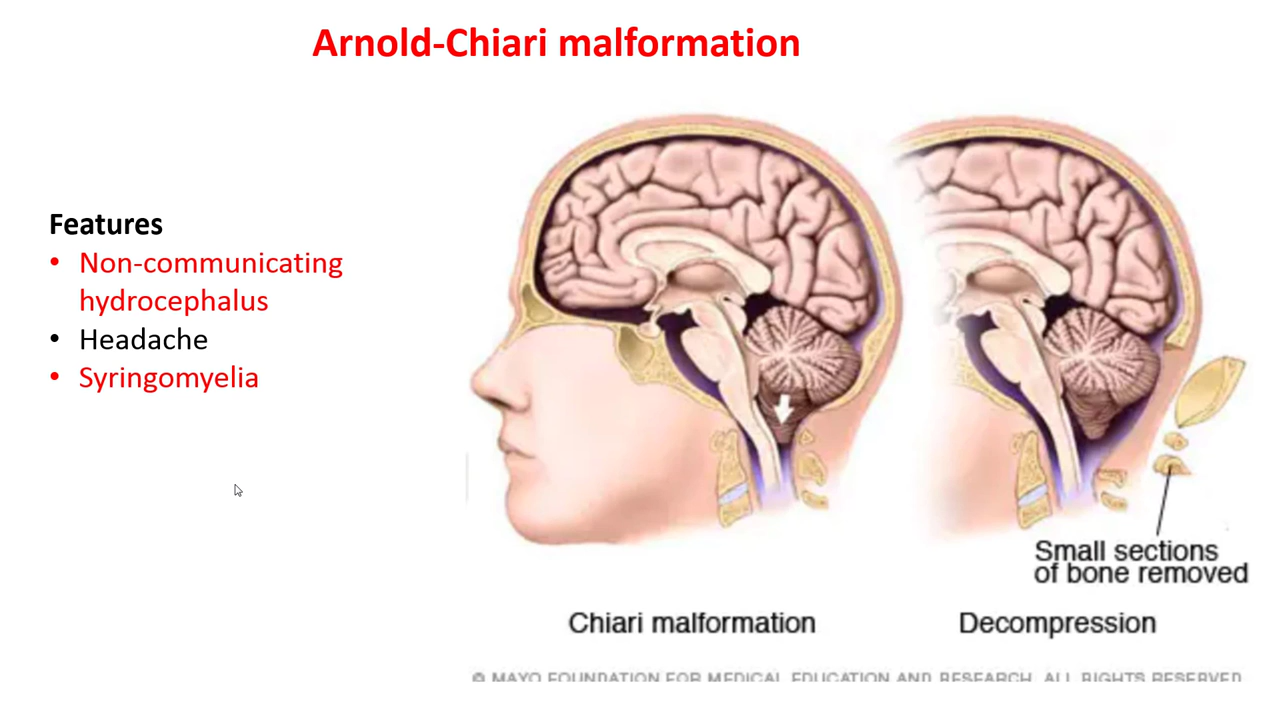 Arnold-Chiari malformation
Features
• Non-communicating
hydrocephalus
• Headache
• Syringomyelia
Small sections
of bone removed
Chiari malformation
Decompression
© MAYO FOUNDATION FOR MEDICAL EDUCATION AND RESEARCH. ALL RIGHTS RESERVED.